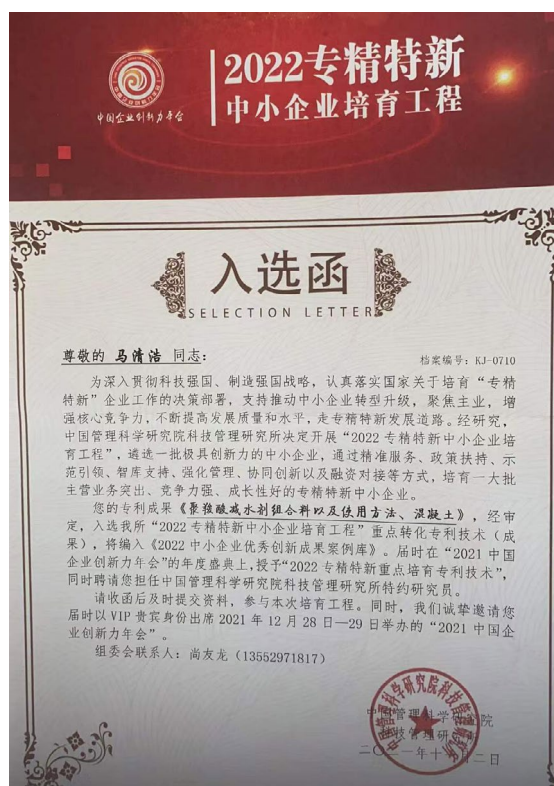 2022专精特新
中小企业培育工程
中国企业创新力年会
入选函
SELECTION LETTER
尊敬的 马清浩 同志：
档案编号：KJ-0710
为深入贯彻科技强国、制造强国战略，认真落实国家关于培育“专精
特新”企业工作的决策部署，支持推动中小企业转型升级，聚焦主业，增
强核心竞争力，不断提高发展质量和水平，走专精特新发展道路。经研究，
中国管理科学研究院科技管理研究所决定开展“2022专精特新中小企业培
育工程”，遴选一批极具创新力的中小企业，通过精准服务、政策扶持、示
范引领、智库支持、强化管理、协同创新以及融资对接等方式，培育一大批
主营业务突出、竞争力强、成长性好的专精特新中小企业。
您的专利成果《聚羧酸减水剂组合料以及使用方法、混凝土》，经审
定，入选我所“2022专精特新中小企业培育工程”重点转化专利技术（成
果），将编入《2022中小企业优秀创新成果案例库》。届时在“2021中国
企业创新力年会”的年度盛典上，授予“2022专精特新重点培育专利技术”，
同时聘请您担任中国管理科学研究院科技管理研究所特约研究员。
请收函后及时提交资料，参与本次培育工程。同时，我们诚挚邀请您
届时以VIP贵宾身份出席2021年12月28日—29日举办的“2021中国企
业创新力年会”。
组委会联系人：尚友龙（13552971817）
中国管理科学研究院
科技管理研究所
二〇二一年十 月二日